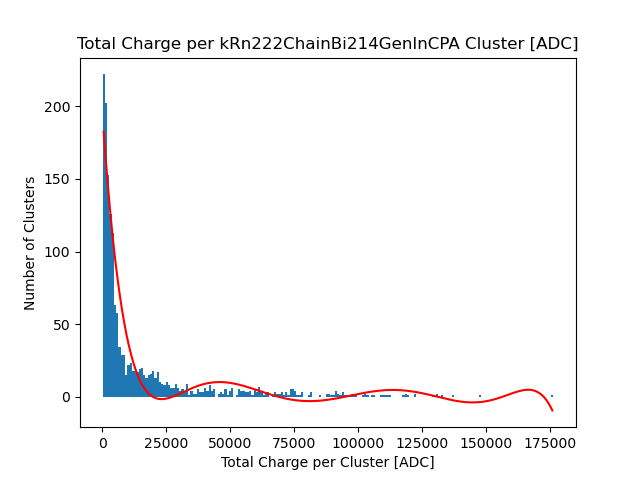 Total Charge per kRn222ChainBi214GenInCPA Cluster [ADC]
Number of Clusters
200
150
100
50
0
0 25000 50000 75000 100000 125000 150000 175000
Total Charge per Cluster [ADC]